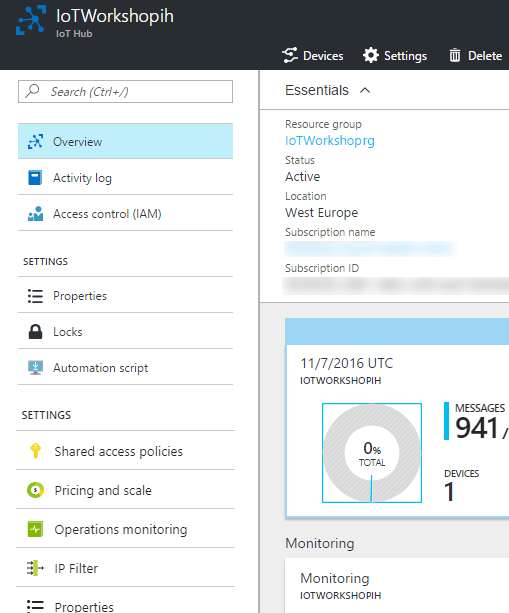 IoTWorkshopih
IoT Hub
Devices
Settings
Delete
Search (Ctrl+/)
Overview
Activity log
Access control (IAM)
SETTINGS
Properties
Locks
Automation script
SETTINGS
Shared access policies
Pricing and scale
Operations monitoring
IP Filter
Properties
Essentials
Resource group
IoTWorkshoprg
Status
Active
Location
West Europe
Subscription name
Subscription ID
11/7/2016 UTC
IOTWORKSHOPIH
0%
TOTAL
MESSAGES
941/
DEVICES
1
Monitoring
Monitoring
IOTWORKSHOPIH